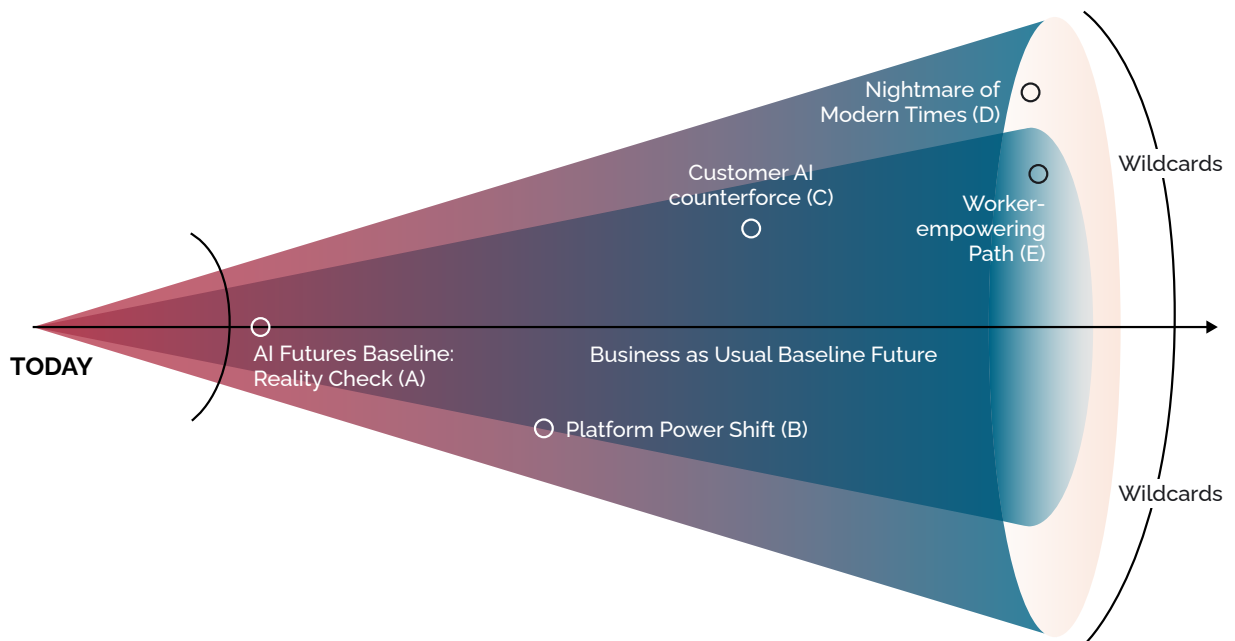 Nightmare of
Modern Times (D)
Wildcards
Customer AI
counterforce (C)
Worker-
empowering
Path (E)
TODAY
AI Futures Baseline:
Reality Check (A)
Business as Usual Baseline Future
Platform Power Shift (B)
Wildcards